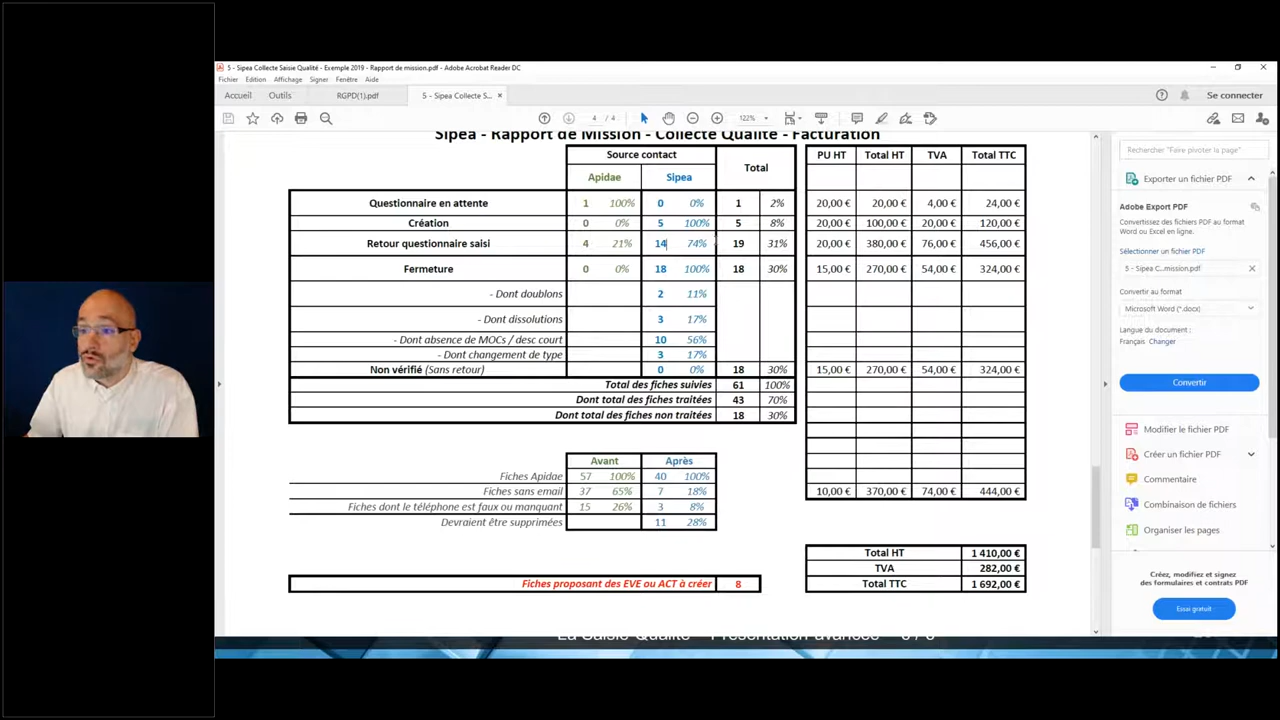 5 - Sipea Collecte Saisie Qualité - Exemple 2019 - Rapport de mission.pdf - Adobe Acrobat Reader DC
Fichier Edition Affichage Signer Fenêtre Aide
Accueil Outils RGPD(1).pdf 5 - Sipea Collecte S... × Se connecter
4 / 4 122%
Sipea - Rapport de Mission - Collecte Qualité - Facturation
Source contact Total PU HT Total HT TVA Total TTC
Apidae Sipea
Questionnaire en attente 1 100% 0 0% 1 2% 20,00 € 20,00 € 4,00 € 24,00 €
Création 0 0% 5 100% 5 8% 20,00 € 100,00 € 20,00 € 120,00 €
Retour questionnaire saisi 4 21% 14 74% 19 31% 20,00 € 380,00 € 76,00 € 456,00 €
Fermeture 0 0% 18 100% 18 30% 15,00 € 270,00 € 54,00 € 324,00 €
- Dont doublons 2 11%
- Dont dissolutions 3 17%
- Dont absence de MOCs / desc court 10 56%
- Dont changement de type 3 17%
Non vérifié (Sans retour) 0 0% 18 30% 15,00 € 270,00 € 54,00 € 324,00 €
Total des fiches suivies 61 100%
Dont total des fiches traitées 43 70%
Dont total des fiches non traitées 18 30%
Avant Après
Fiches Apidae 57 100% 40 100%
Fiches sans email 37 65% 7 18% 10,00 € 370,00 € 74,00 € 444,00 €
Fiches dont le téléphone est faux ou manquant 15 26% 3 8%
Devraient être supprimées 11 28%
Total HT 1 410,00 €
TVA 282,00 €
Total TTC 1 692,00 €
Fiches proposant des EVE ou ACT à créer 8
Rechercher "Faire pivoter la page"
Exporter un fichier PDF
Adobe Export PDF
Convertissez des fichiers PDF au format
Word ou Excel en ligne.
Sélectionner un fichier PDF
5 - Sipea C...mission.pdf ×
Convertir au format
Microsoft Word (*.docx)
Langue du document :
Français Changer
Convertir
Modifier le fichier PDF
Créer un fichier PDF
Commentaire
Combinaison de fichiers
Organiser les pages
Créez, modifiez et signez
des formulaires et contrats PDF
Essai gratuit
La Saisie Qualité - Présentation avancée